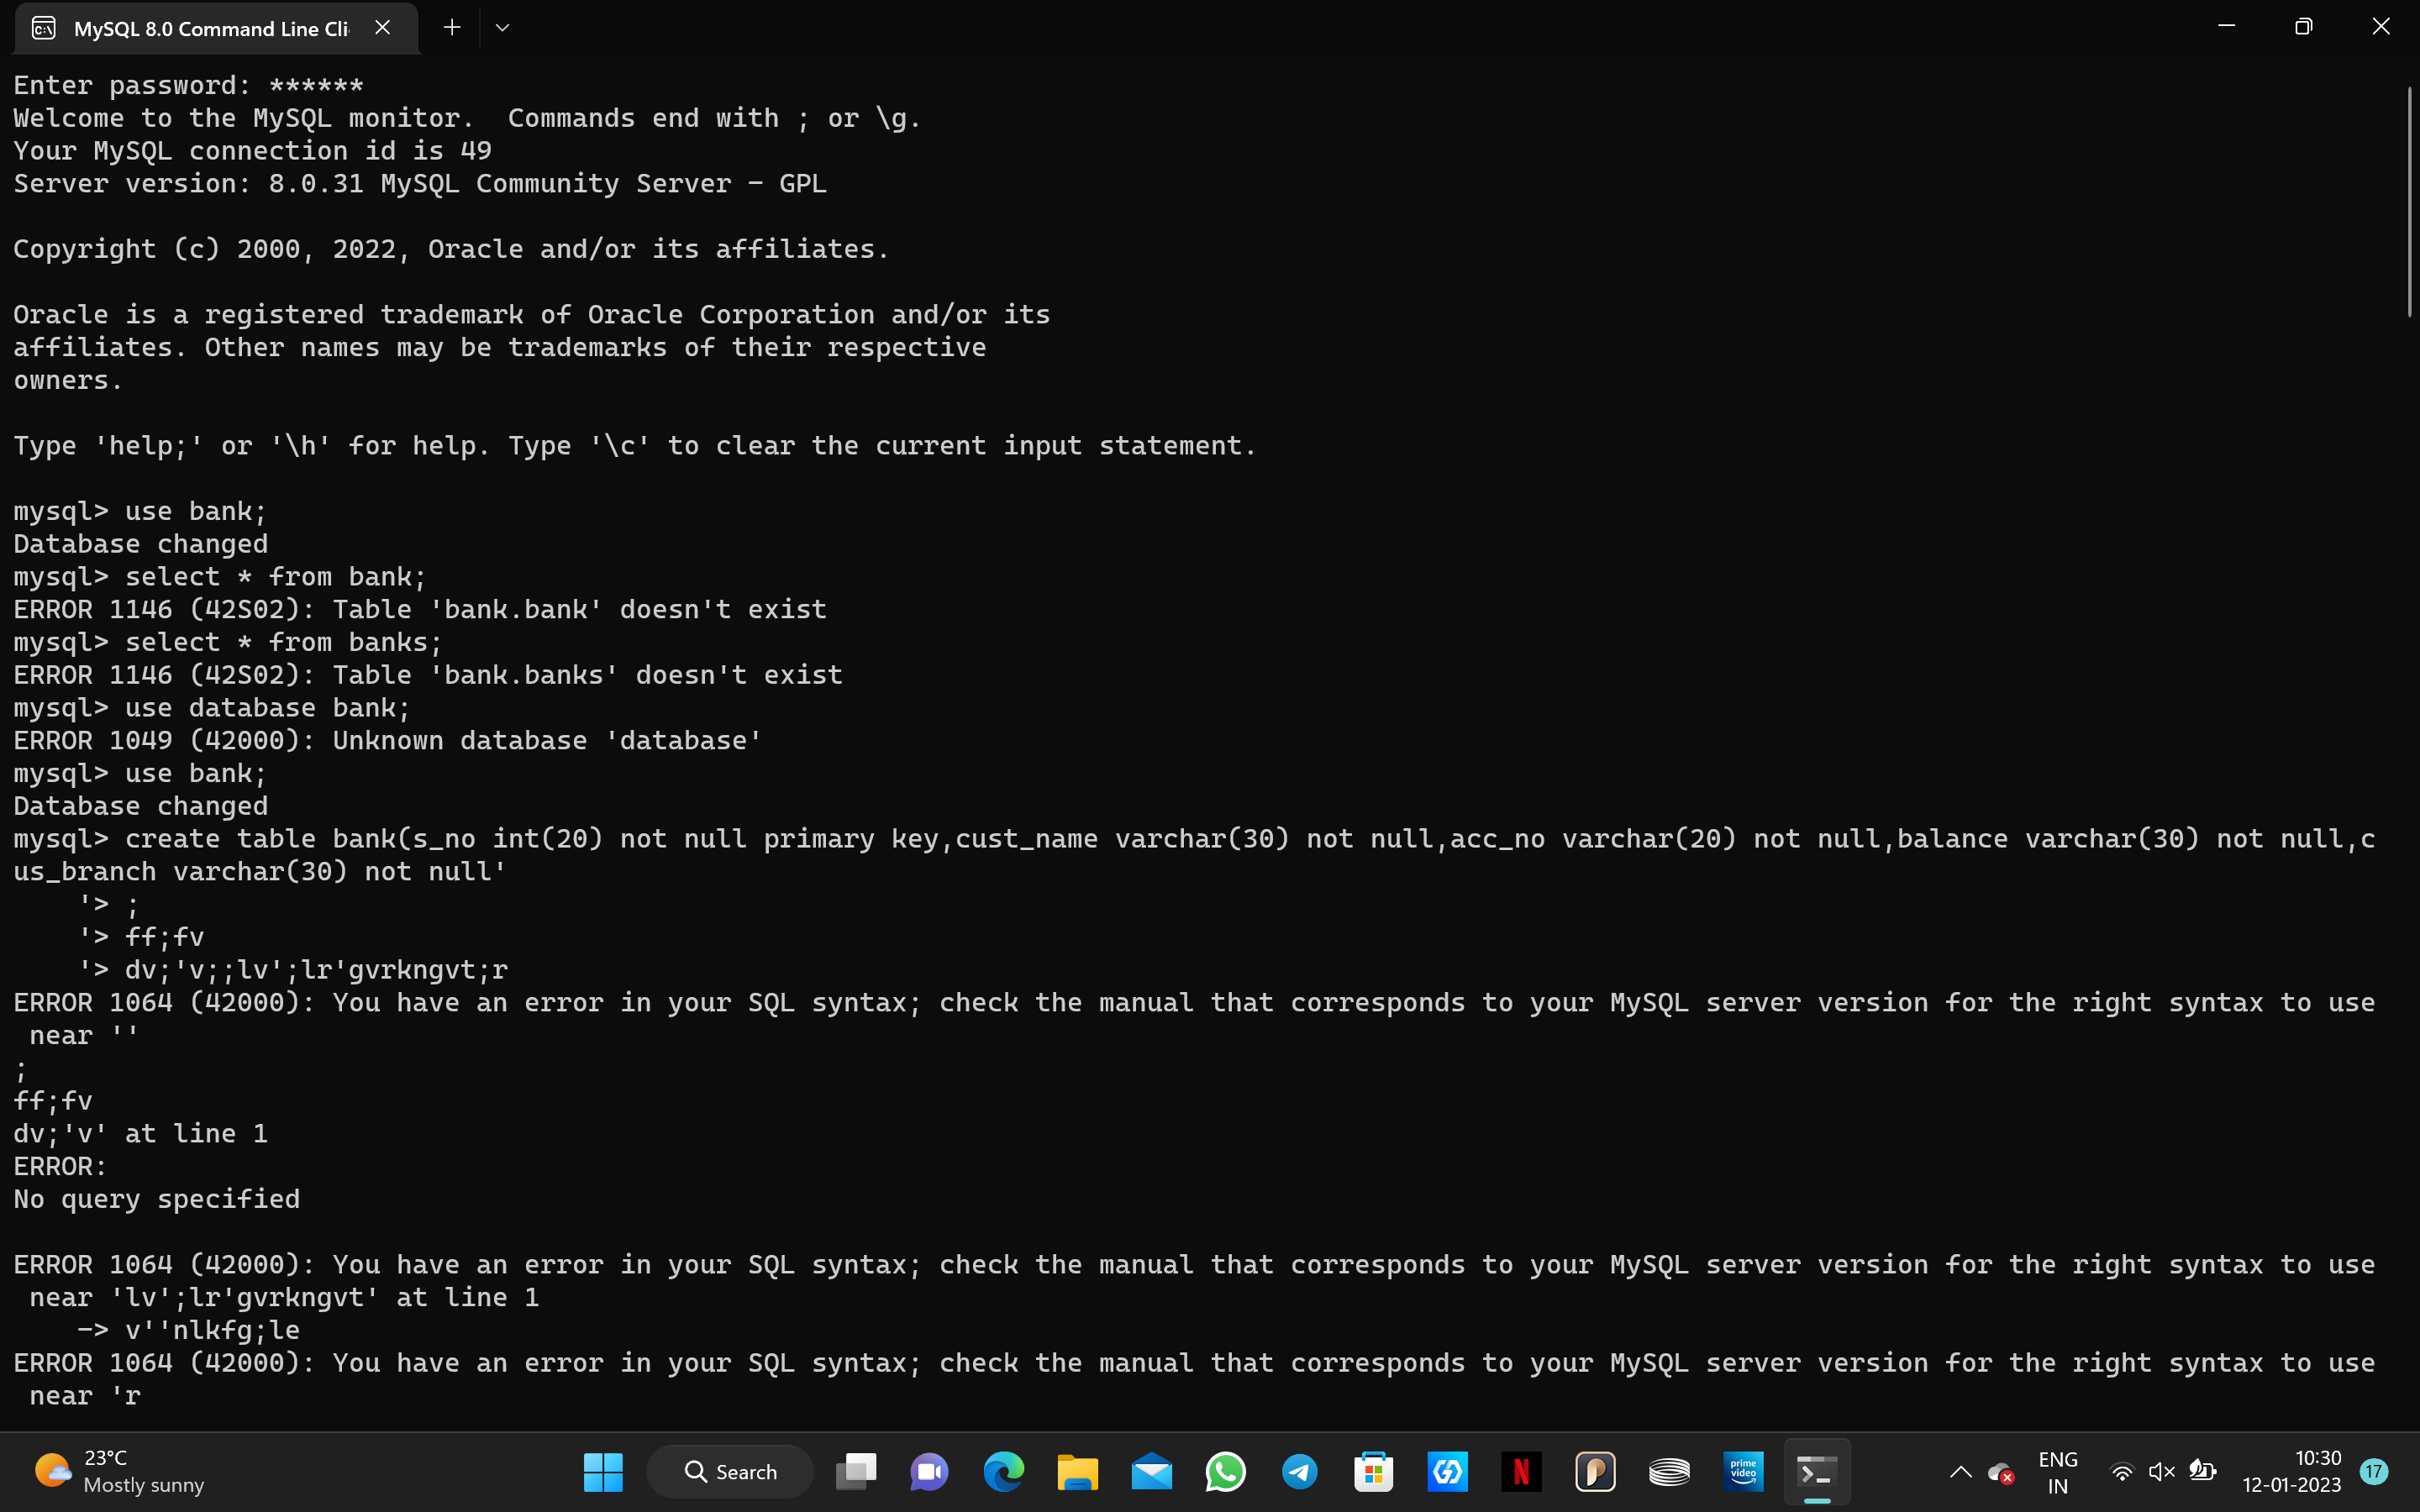 MySQL 8.0 Command Line Cli
Enter password: ******
Welcome to the MySQL monitor.  Commands end with ; or \g.
Your MySQL connection id is 49
Server version: 8.0.31 MySQL Community Server - GPL
Copyright (c) 2000, 2022, Oracle and/or its affiliates.
Oracle is a registered trademark of Oracle Corporation and/or its
affiliates. Other names may be trademarks of their respective
owners.
Type 'help;' or '\h' for help. Type '\c' to clear the current input statement.
mysql> use bank;
Database changed
mysql> select * from bank;
ERROR 1146 (42S02): Table 'bank.bank' doesn't exist
mysql> select * from banks;
ERROR 1146 (42S02): Table 'bank.banks' doesn't exist
mysql> use database bank;
ERROR 1049 (42000): Unknown database 'database'
mysql> use bank;
Database changed
mysql> create table bank(s_no int(20) not null primary key,cust_name varchar(30) not null,acc_no varchar(20) not null,balance varchar(30) not null,c
us_branch varchar(30) not null'
    '> ;
    '> ff;fv
    '> dv;'v;;lv';lr'gvrkngvt;r
ERROR 1064 (42000): You have an error in your SQL syntax; check the manual that corresponds to your MySQL server version for the right syntax to use
 near ''
;
ff;fv
dv;'v' at line 1
ERROR:
No query specified
ERROR 1064 (42000): You have an error in your SQL syntax; check the manual that corresponds to your MySQL server version for the right syntax to use
 near 'lv';lr'gvrkngvt' at line 1
    -> v''nlkfg;le
ERROR 1064 (42000): You have an error in your SQL syntax; check the manual that corresponds to your MySQL server version for the right syntax to use
 near 'r
23°C
Mostly sunny
Search
prime video
ENG
IN
10:30
12-01-2023
17